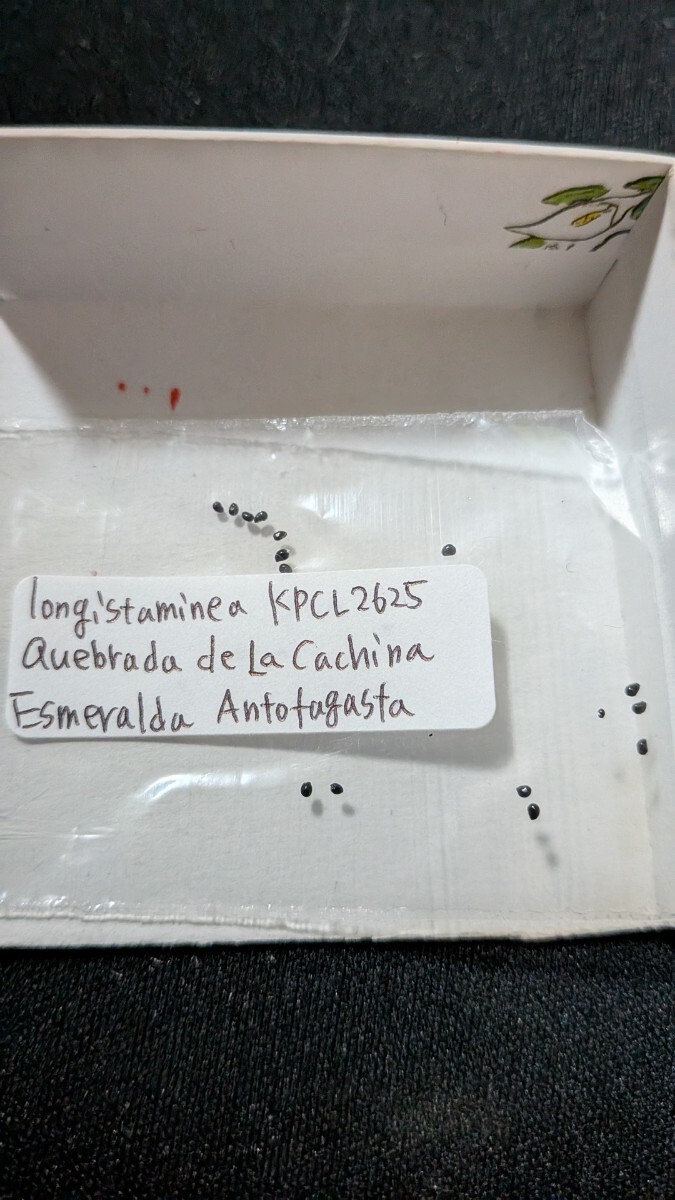 longistaminea KPCL2625
Quebrada de La Cachina
Esmeralda Antofagasta